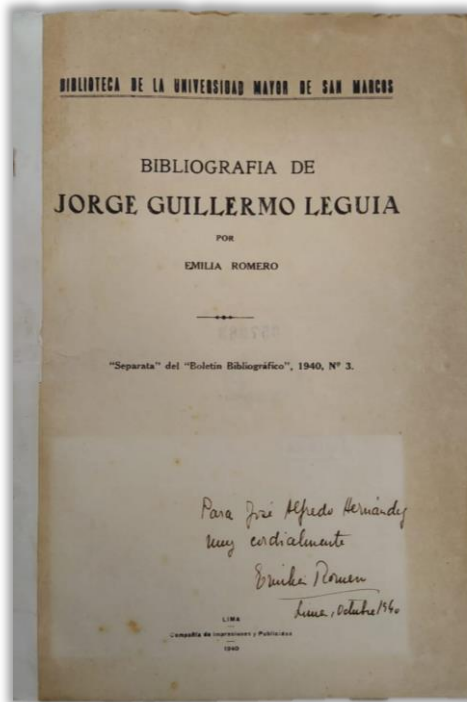 BIBLIOTECA DE LA UNIVERSIDAD MAYOR DE SAN MARCOS
BIBLIOGRAFIA DE
JORGE GUILLERMO LEGUIA
POR
EMILIA ROMERO
"Separata" del "Boletín Bibliográfico", 1940, Nº 3.
Para José Alfredo Hernández
muy cordialmente
Emilia Romero
Lima, Octubre 1940
LIMA
Compañía de Impresiones y Publicidad
1940